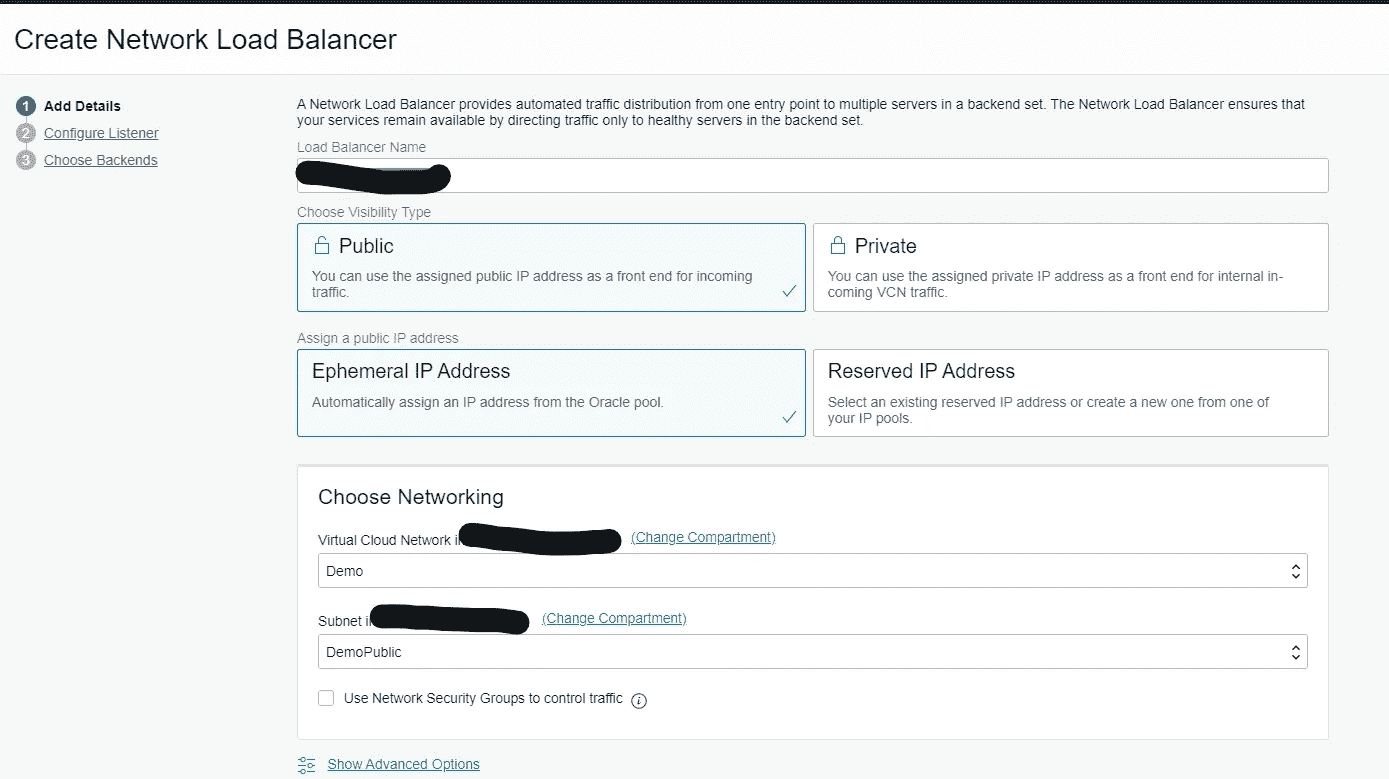 Create Network Load Balancer
1 Add Details
2 Configure Listener
3 Choose Backends
A Network Load Balancer provides automated traffic distribution from one entry point to multiple servers in a backend set. The Network Load Balancer ensures that
your services remain available by directing traffic only to healthy servers in the backend set.
Load Balancer Name
Choose Visibility Type
Public
You can use the assigned public IP address as a front end for incoming
traffic.
Private
You can use the assigned private IP address as a front end for internal in-
coming VCN traffic.
Assign a public IP address
Ephemeral IP Address
Automatically assign an IP address from the Oracle pool.
Reserved IP Address
Select an existing reserved IP address or create a new one from one of
your IP pools.
Choose Networking
Virtual Cloud Network (Change Compartment)
Demo
Subnet (Change Compartment)
DemoPublic
Use Network Security Groups to control traffic i
Show Advanced Options